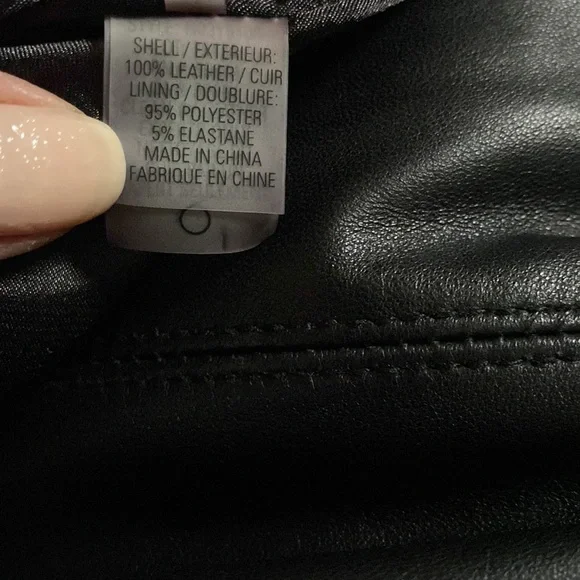 SHELL / EXTERIEUR:
100% LEATHER / CUIR
LINING / DOUBLURE:
95% POLYESTER
5% ELASTANE
MADE IN CHINA
FABRIQUE EN CHINE